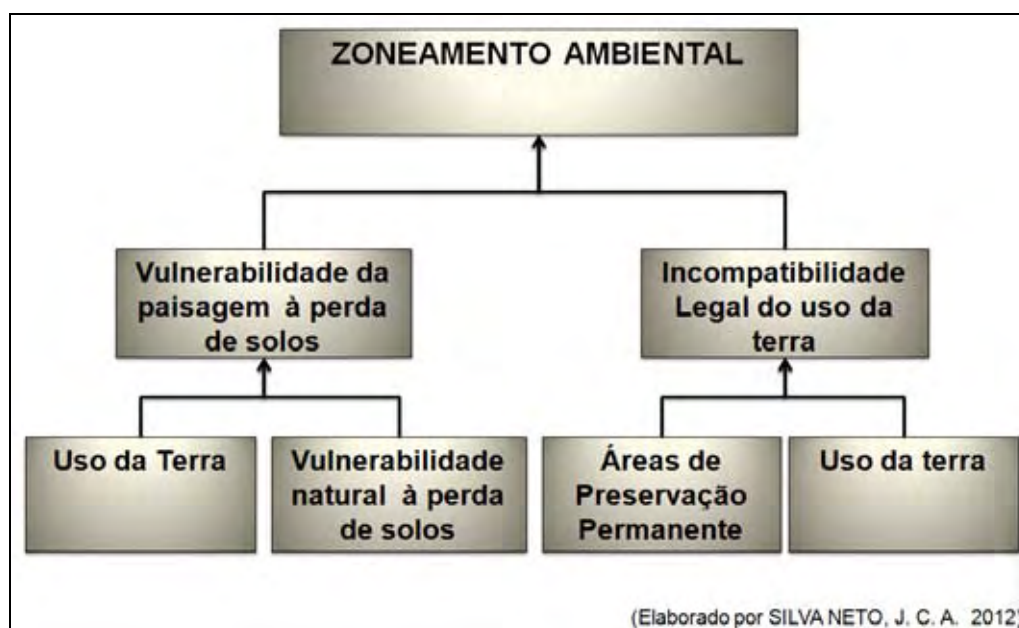 ZONEAMENTO AMBIENTAL
Vulnerabilidade da
paisagem à perda
de solos
Incompatibilidade
Legal do uso da
terra
Uso da Terra
Vulnerabilidade
natural à perda
de solos
Áreas de
Preservação
Permanente
Uso da terra
(Elaborado por SILVA NETO, J. C. A. 2012)